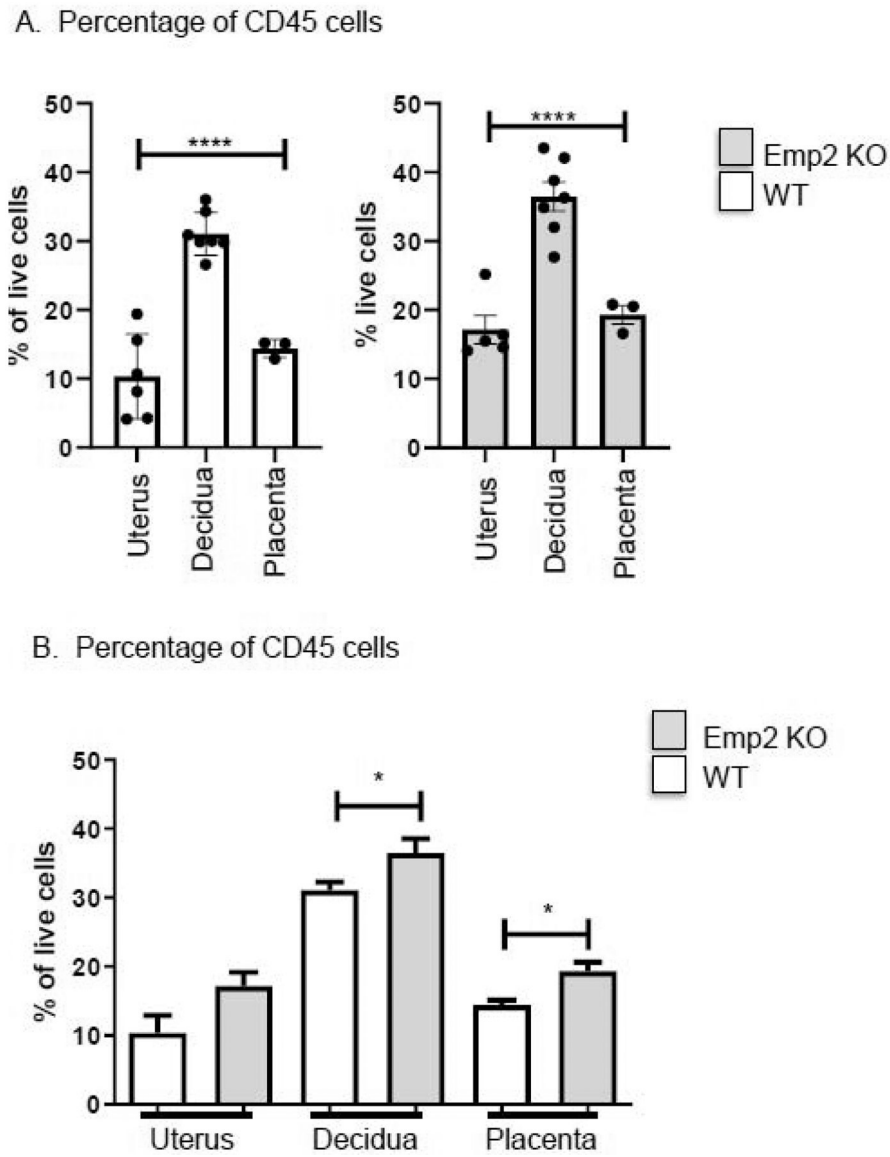 A. Percentage of CD45 cells
50
40
30
20
10
0
% of live cells
****
Uterus
Decidua
Placenta
50
40
30
20
10
0
% live cells
****
Uterus
Decidua
Placenta
Emp2 KO
WT
B. Percentage of CD45 cells
Emp2 KO
WT
50
40
30
20
10
0
% of live cells
*
*
Uterus
Decidua
Placenta